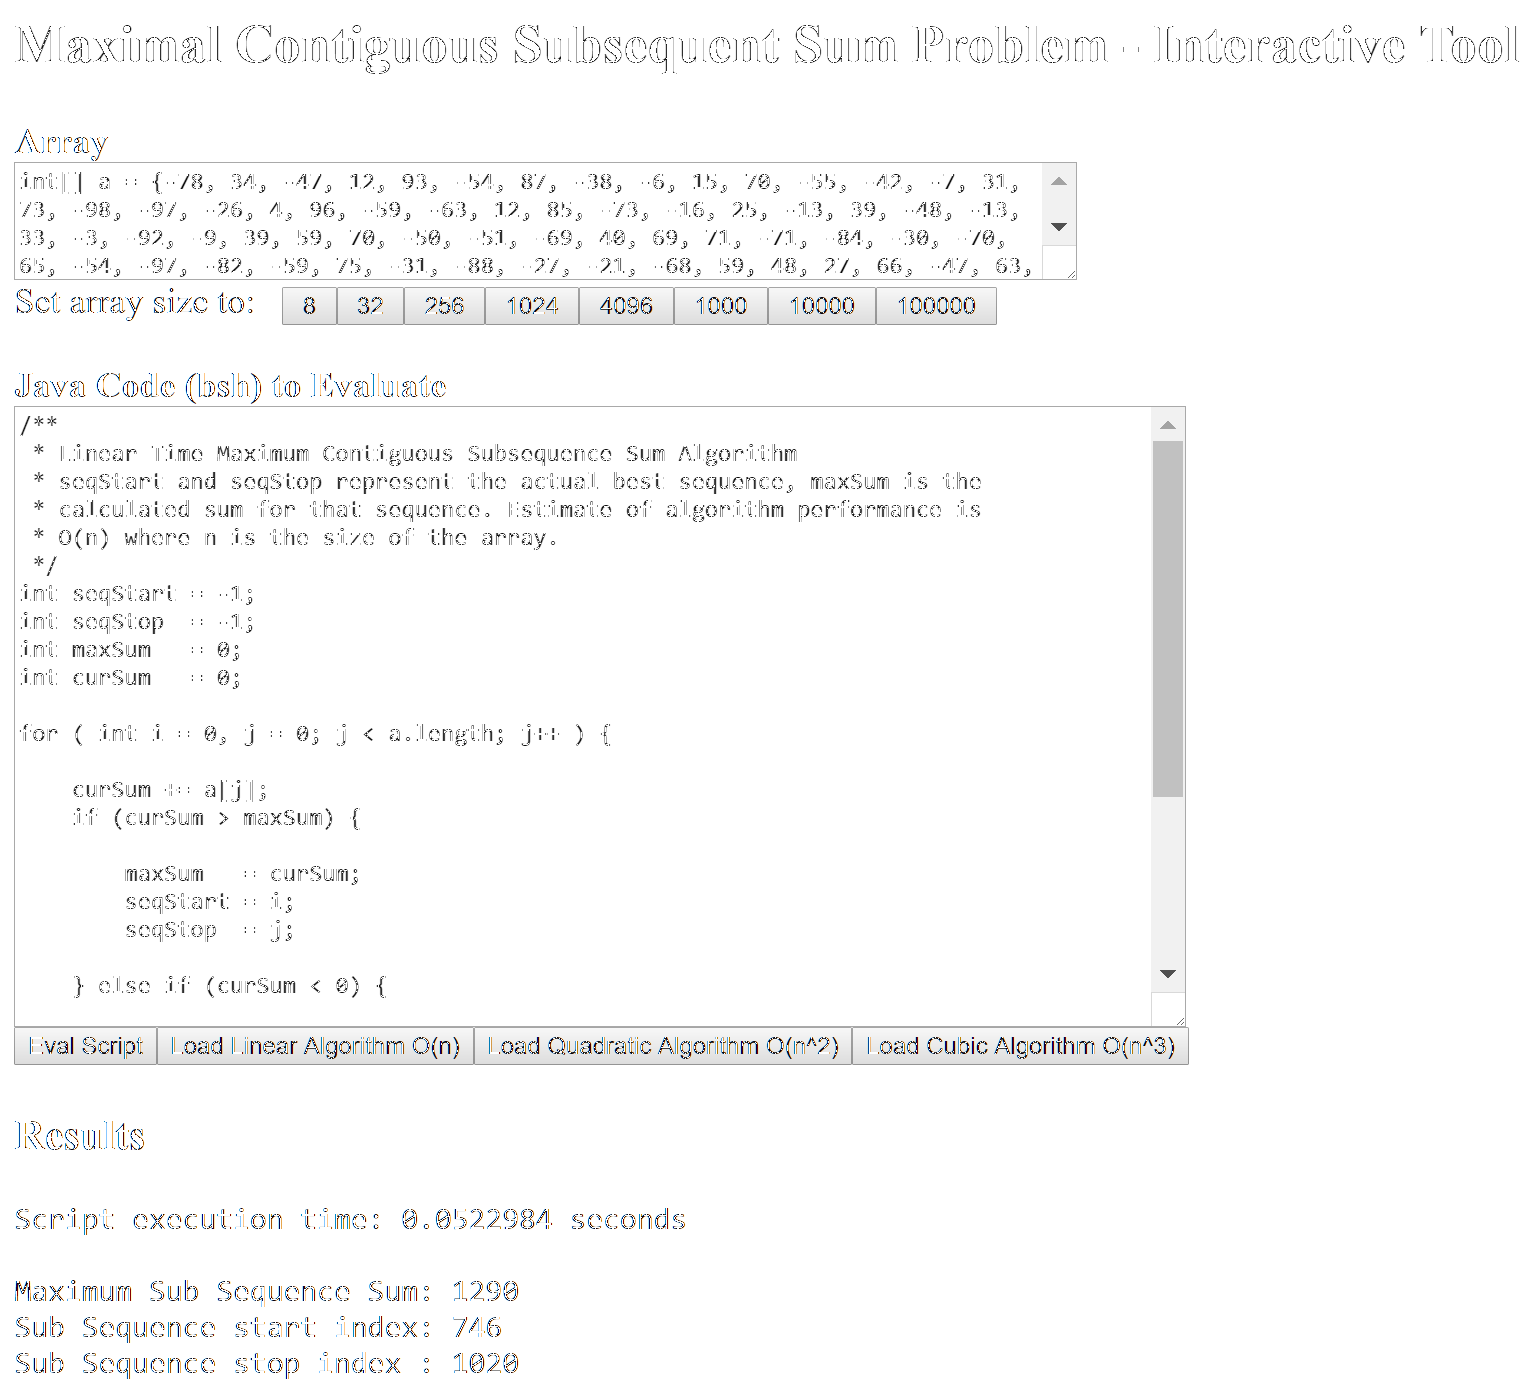 Maximal Contiguous Subsequent Sum Problem - Interactive Tool
Array
int[] a = {-78, 34, -47, 12, 93, -54, 87, -38, -6, 15, 70, -55, -42, -7, 31,
73, -98, -97, -26, 4, 96, -59, -63, 12, 85, -73, -16, 25, -13, 39, -48, -13,
33, -3, -92, -9, 39, 59, 70, -50, -51, -69, 40, 69, 71, -71, -84, -30, -70,
65, -54, -97, -82, -59, 75, -31, -88, -27, -21, -68, 59, 48, 27, 66, -47, 63,
Set array size to: 8 32 256 1024 4096 1000 10000 100000
Java Code (bsh) to Evaluate
/**
 * Linear Time Maximum Contiguous Subsequence Sum Algorithm
 * seqStart and seqStop represent the actual best sequence, maxSum is the
 * calculated sum for that sequence. Estimate of algorithm performance is
 * O(n) where n is the size of the array.
 */
int seqStart = -1;
int seqStop  = -1;
int maxSum   = 0;
int curSum   = 0;
for ( int i = 0, j = 0; j < a.length; j++ ) {
    curSum += a[j];
    if (curSum > maxSum) {
        maxSum   = curSum;
        seqStart = i;
        seqStop  = j;
    } else if (curSum < 0) {
Eval Script Load Linear Algorithm O(n) Load Quadratic Algorithm O(n^2) Load Cubic Algorithm O(n^3)
Results
Script execution time: 0.0522984 seconds
Maximum Sub Sequence Sum: 1290
Sub Sequence start index: 746
Sub Sequence stop index : 1020